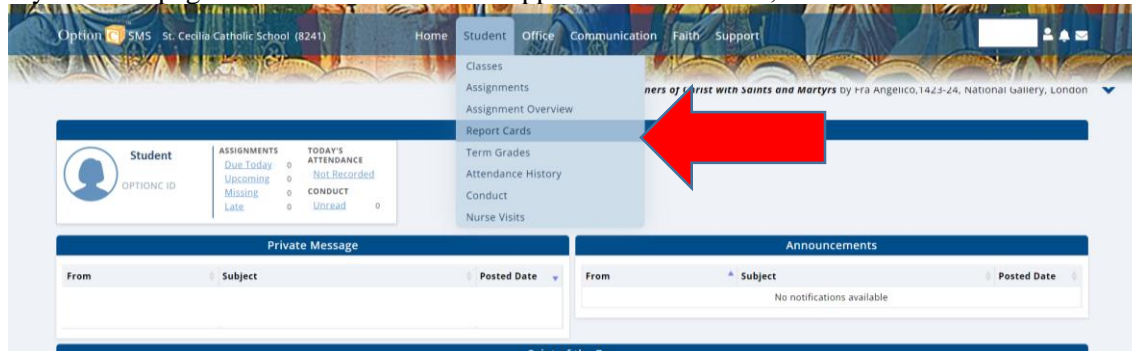 Option C SMS St. Cecilia Catholic School (8241) Home Student Office Communication Faith Support
Classes
Assignments
Assignment Overview
Report Cards
Term Grades
Attendance History
Conduct
Nurse Visits
of Christ with Saints and Martyrs by Fra Angelico,1423-24, National Gallery, London
Student
OPTIONC ID
ASSIGNMENTS
Due Today 0
Upcoming 0
Missing 0
Late 0
TODAY'S
ATTENDANCE
Not Recorded
CONDUCT
Unread 0
Private Message
From Subject Posted Date
Announcements
From Subject Posted Date
No notifications available